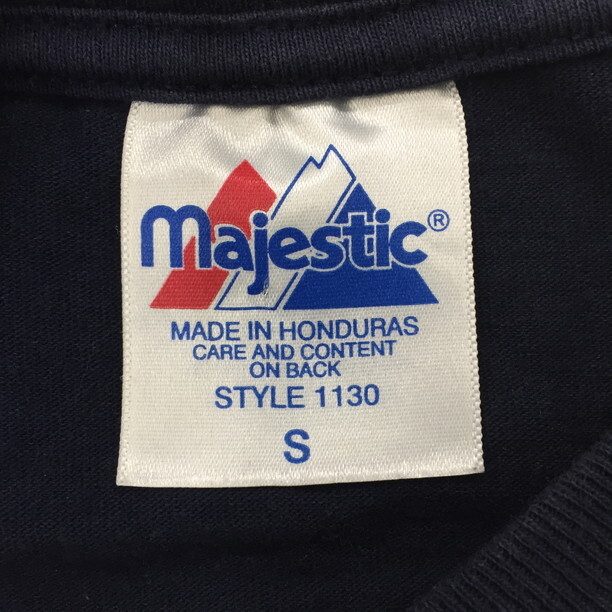 majestic®
MADE IN HONDURAS
CARE AND CONTENT
ON BACK
STYLE 1130
S